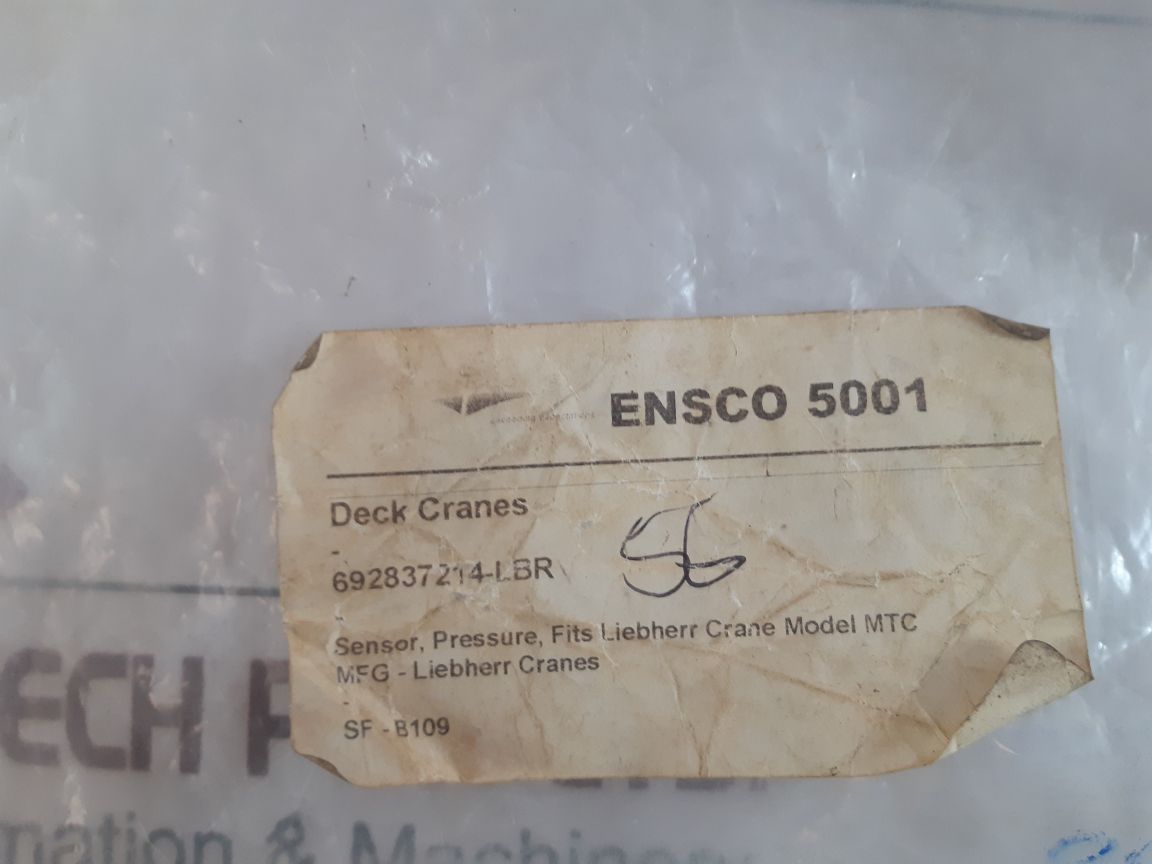 ENSCO 5001
Deck Cranes
-
692837214-LBR
56
-
Sensor, Pressure, Fits Liebherr Crane Model MTC
MFG - Liebherr Cranes
-
SF - B109
ECH
mation & Machinery